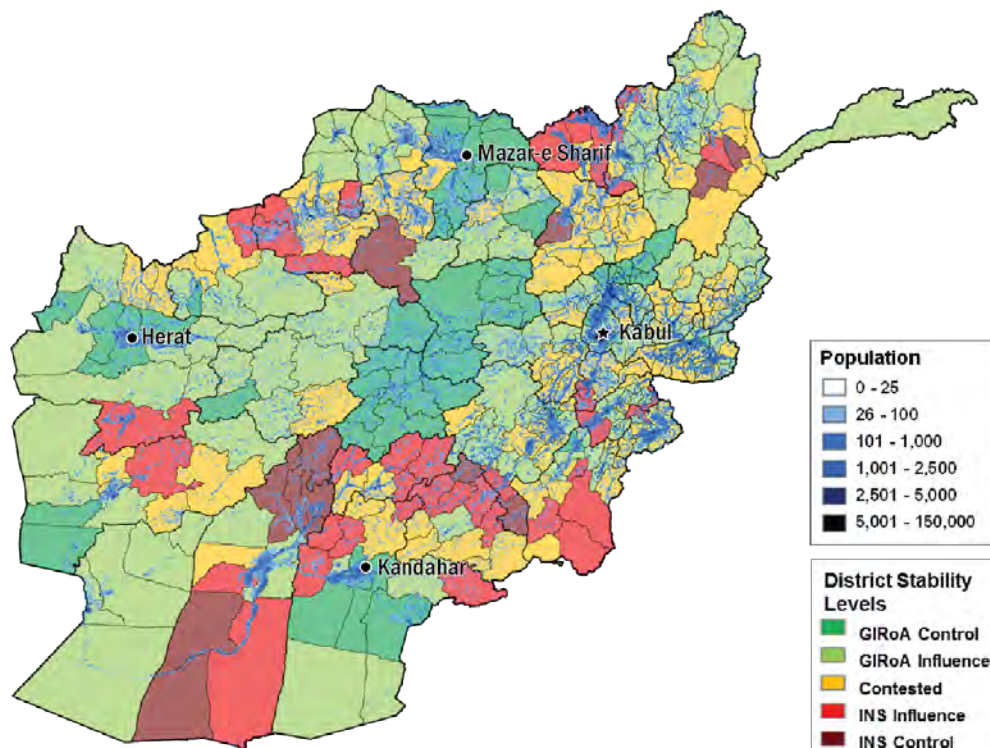 Mazar-e Sharif
Herat
Kabul
Kandahar
Population
0 - 25
26 - 100
101 - 1,000
1,001 - 2,500
2,501 - 5,000
5,001 - 150,000
District Stability
Levels
GIRoA Control
GIRoA Influence
Contested
INS Influence
INS Control